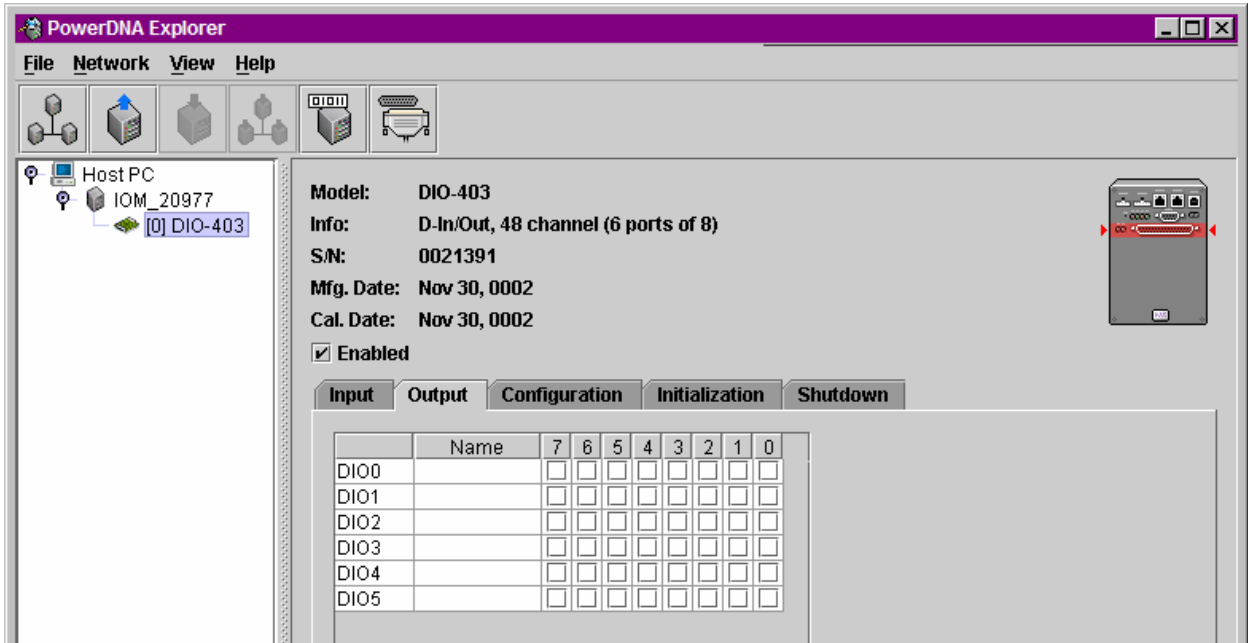 PowerDNA Explorer
File Network View Help
01011
Host PC
IOM_20977
[0] DIO-403
Model: DIO-403
Info: D-In/Out, 48 channel (6 ports of 8)
S/N: 0021391
Mfg. Date: Nov 30, 0002
Cal. Date: Nov 30, 0002
Enabled
Input Output Configuration Initialization Shutdown
Name 7 6 5 4 3 2 1 0
DIO0
DIO1
DIO2
DIO3
DIO4
DIO5